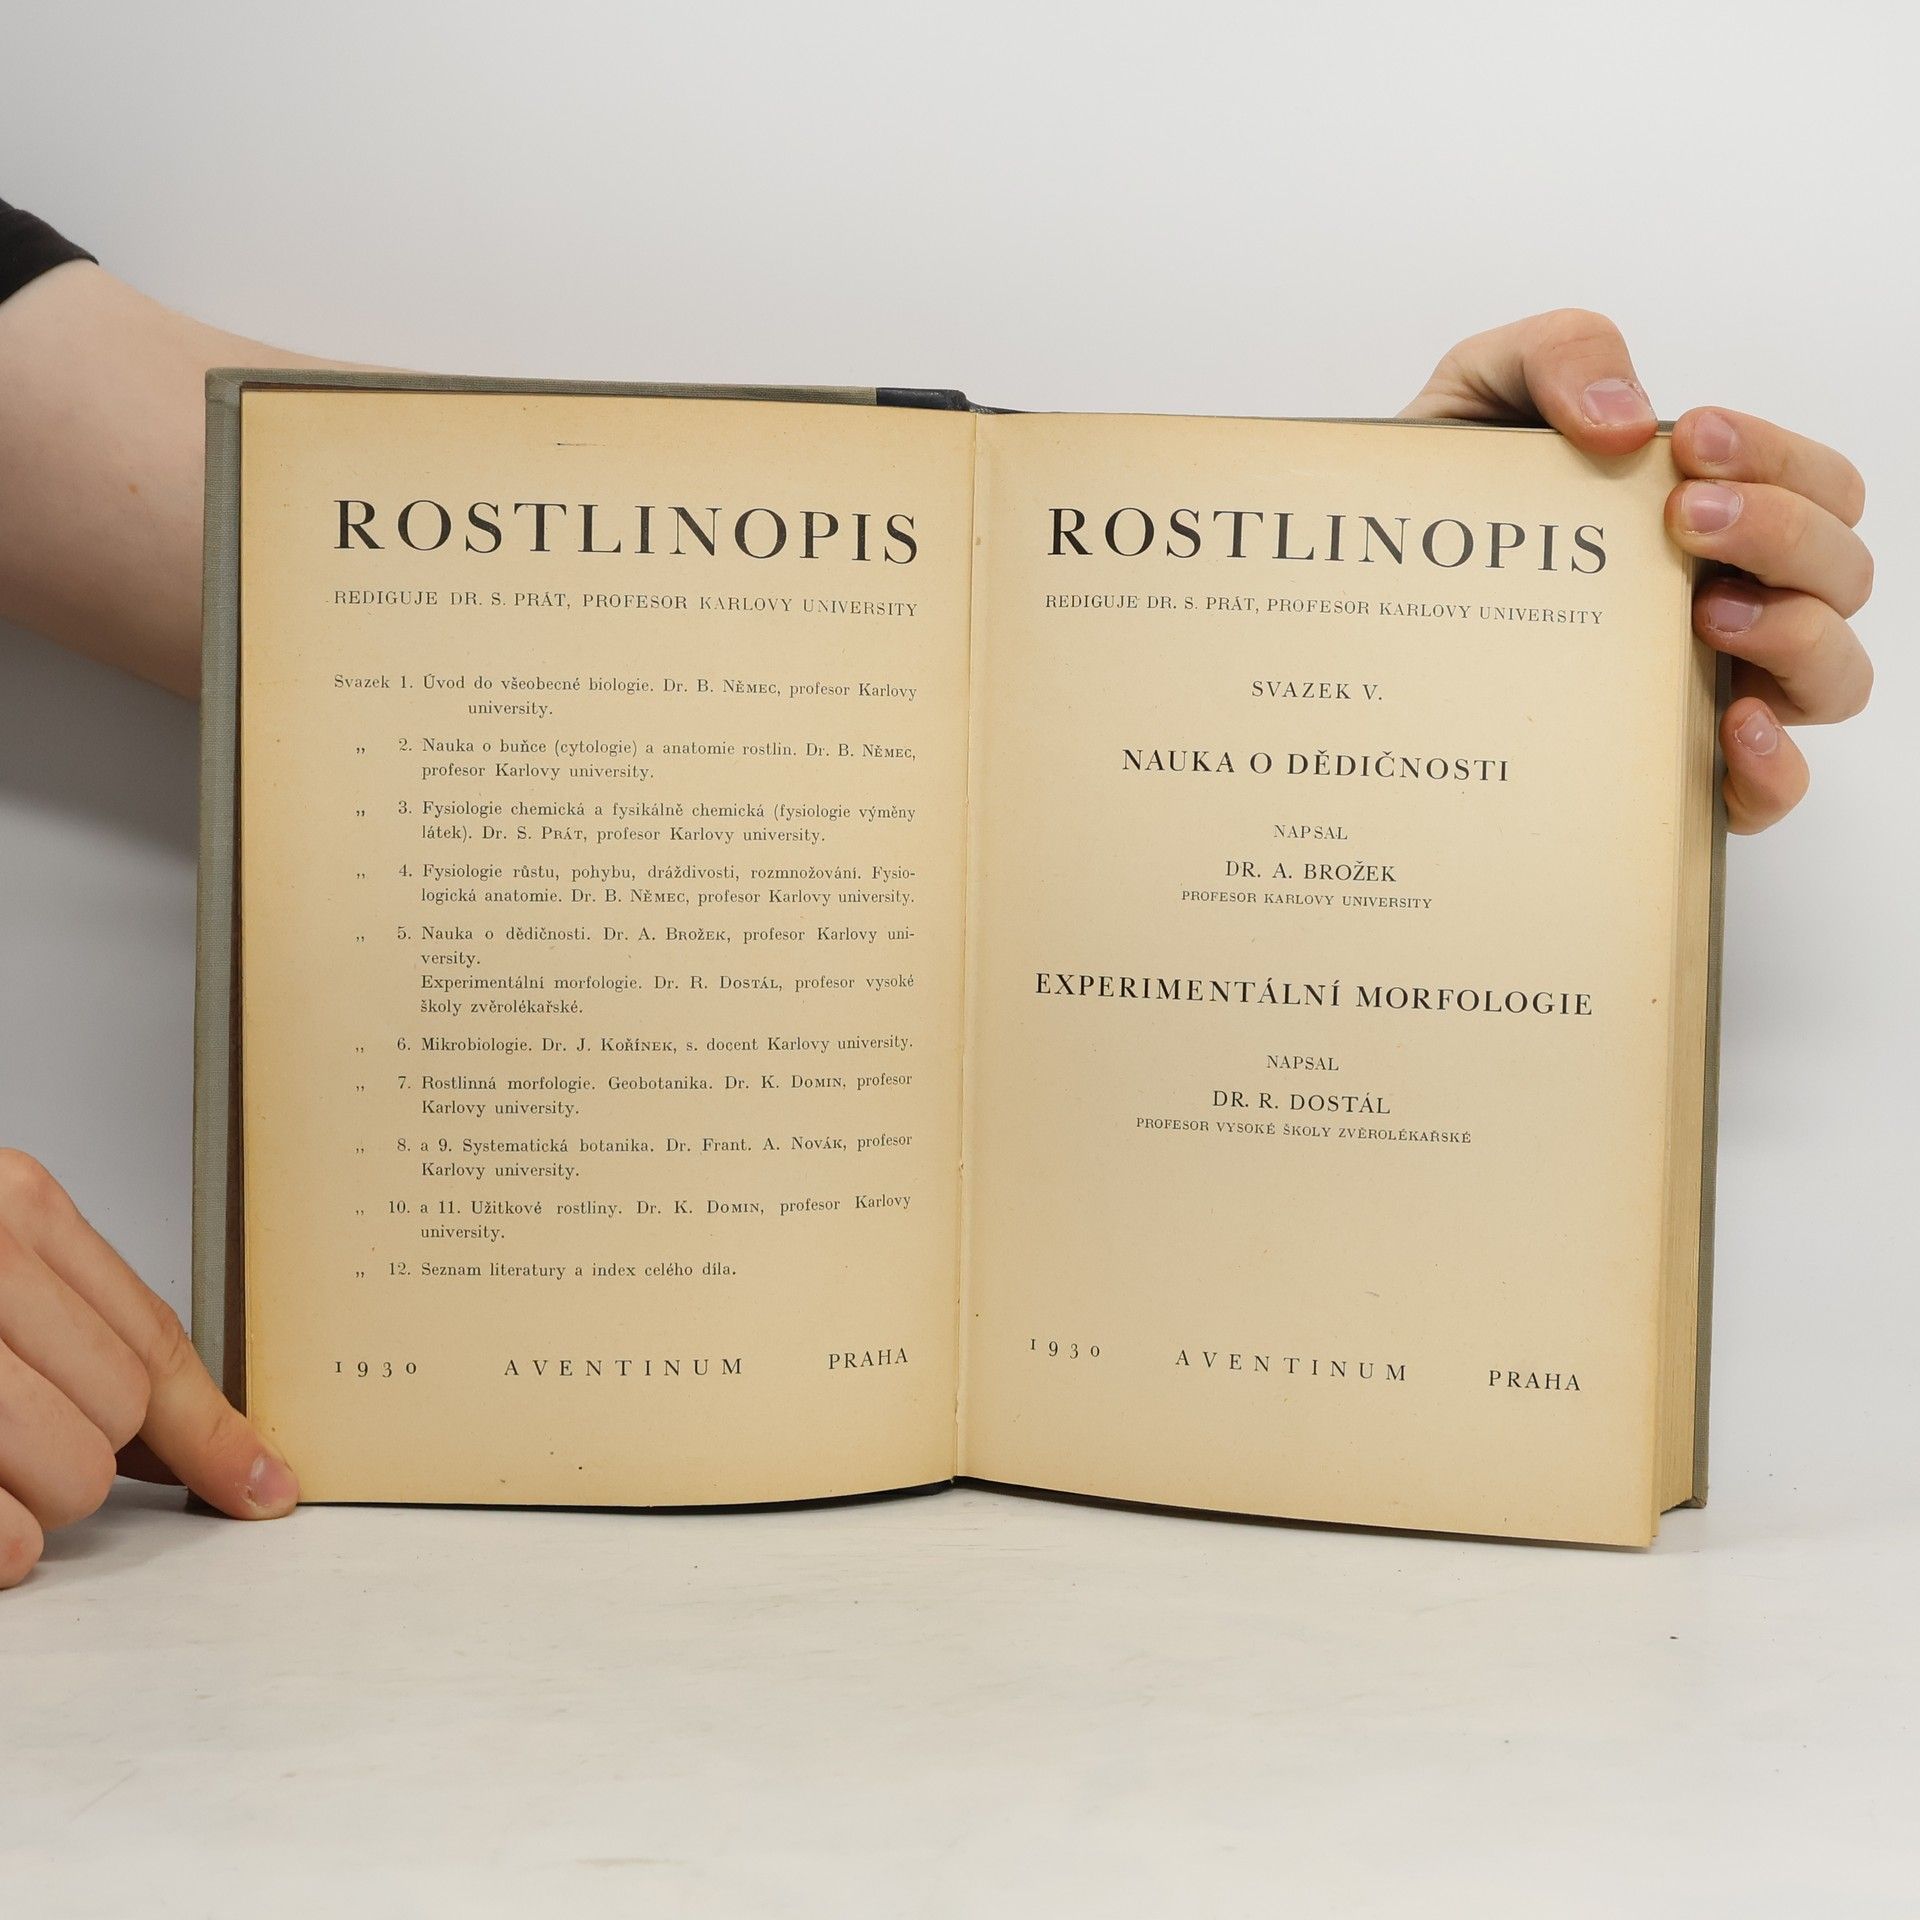 ROSTLINOPIS
REDIGUJE DR. S. PRÁT, PROFESOR KARLOVY UNIVERSITY
Svazek 1. Úvod do všeobecné biologie. Dr. B. NĚMEC, profesor Karlovy
university.
„ 2. Nauka o buňce (cytologie) a anatomie rostlin. Dr. B. NĚMEC,
profesor Karlovy university.
„ 3. Fysiologie chemická a fysikálně chemická (fysiologie výměny
látek). Dr. S. PRÁT, profesor Karlovy university.
„ 4. Fysiologie růstu, pohybu, dráždivosti, rozmnožování. Fysio-
logická anatomie. Dr. B. NĚMEC, profesor Karlovy university.
„ 5. Nauka o dědičnosti. Dr. A. BROŽEK, profesor Karlovy uni-
versity.
Experimentální morfologie. Dr. R. DOSTÁL, profesor vysoké
školy zvěrolékařské.
„ 6. Mikrobiologie. Dr. J. KOŘÍNEK, s. docent Karlovy university.
„ 7. Rostlinná morfologie. Geobotanika. Dr. K. DOMIN, profesor
Karlovy university.
„ 8. a 9. Systematická botanika. Dr. Frant. A. NOVÁK, profesor
Karlovy university.
„ 10. a 11. Užitkové rostliny. Dr. K. DOMIN, profesor Karlovy
university.
„ 12. Seznam literatury a index celého díla.
1930 AVENTINUM PRAHA
ROSTLINOPIS
REDIGUJE DR. S. PRÁT, PROFESOR KARLOVY UNIVERSITY
SVAZEK V.
NAUKA O DĚDIČNOSTI
NAPSAL
DR. A. BROŽEK
PROFESOR KARLOVY UNIVERSITY
EXPERIMENTÁLNÍ MORFOLOGIE
NAPSAL
DR. R. DOSTÁL
PROFESOR VYSOKÉ ŠKOLY ZVĚROLÉKAŘSKÉ
1930 AVENTINUM PRAHA